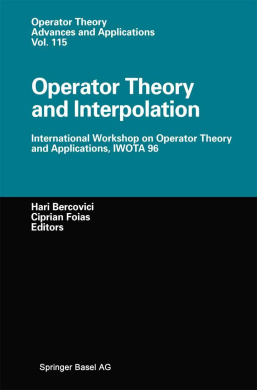 Operator Theory
Advances and Applications
Vol. 115
Operator Theory
and Interpolation
International Workshop on Operator Theory
and Applications, IWOTA 96
Hari Bercovici
Ciprian Foias
Editors
Springer Basel AG